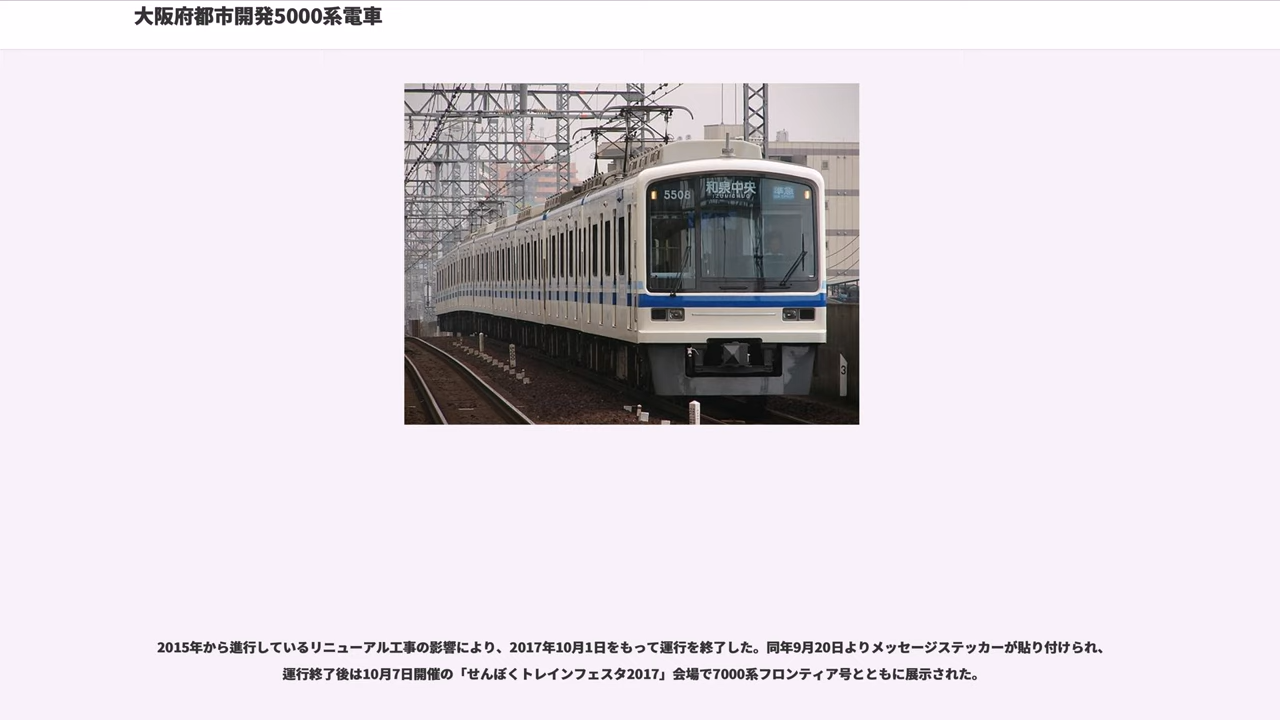 大阪府都市開発5000系電車
5508
和泉中央
準急
3
2015年から進行しているリニューアル工事の影響により、2017年10月1日をもって運行を終了した。同年9月20日よりメッセージステッカーが貼り付けられ、
運行終了後は10月7日開催の「せんぼくトレインフェスタ2017」会場で7000系フロンティア号とともに展示された。